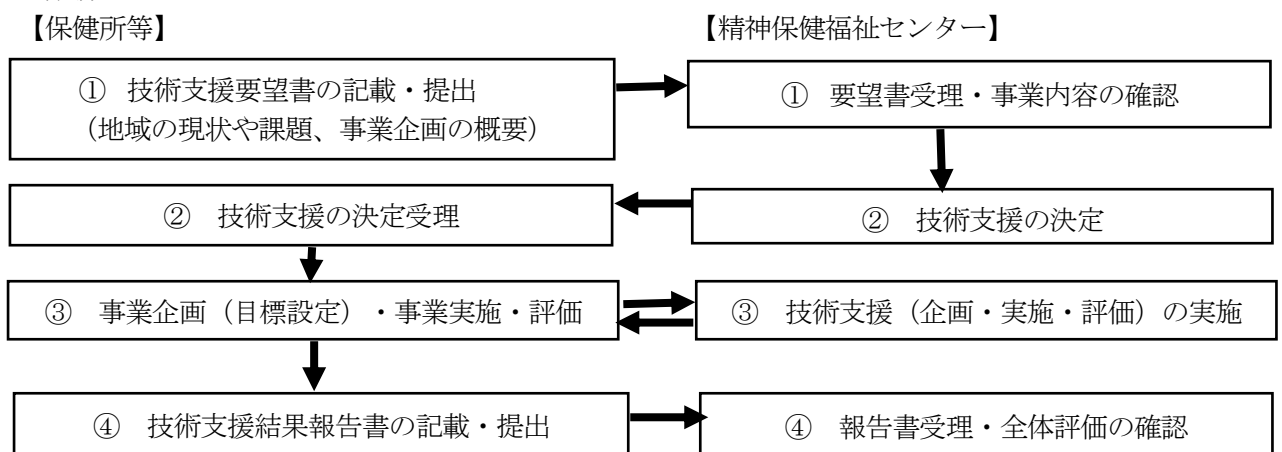 【保健所等】
【精神保健福祉センター】
① 技術支援要望書の記載・提出
（地域の現状や課題、事業企画の概要）
① 要望書受理・事業内容の確認
② 技術支援の決定受理
② 技術支援の決定
③ 事業企画（目標設定）・事業実施・評価
③ 技術支援（企画・実施・評価）の実施
④ 技術支援結果報告書の記載・提出
④ 報告書受理・全体評価の確認